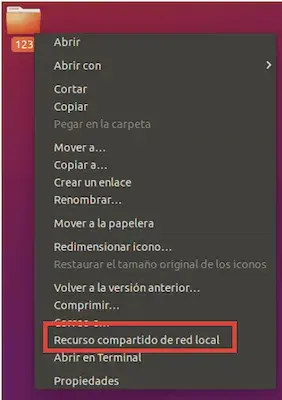 123
Abrir
Abrir con
Cortar
Copiar
Pegar en la carpeta
Mover a...
Copiar a...
Crear un enlace
Renombrar...
Mover a la papelera
Redimensionar icono...
Restaurar el tamaño original de los iconos
Volver a la versión anterior...
Comprimir...
Recurso compartido de red local
Abrir en Terminal
Propiedades